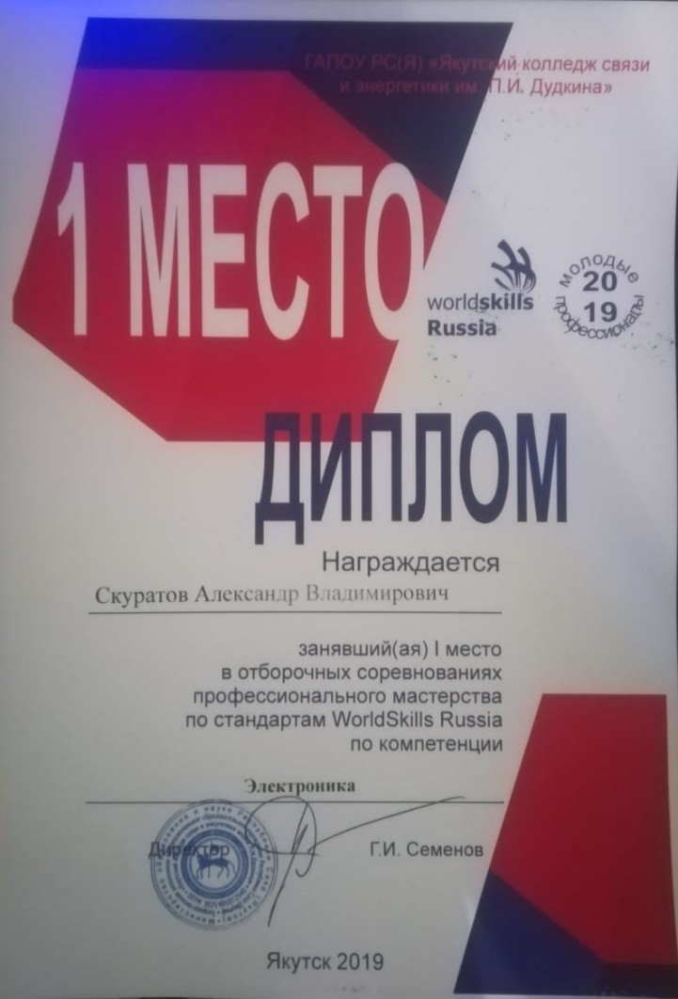 ГАПОУ РС(Я) «Якутский колледж связи
и энергетики им. П.И. Дудкина»
1 МЕСТО
worldskills
Russia
молодые
20
19
профессионалы
ДИПЛОМ
Награждается
Скуратов Александр Владимирович
занявший(ая) I место
в отборочных соревнованиях
профессионального мастерства
по стандартам WorldSkills Russia
по компетенции
Электроника
Директор Г.И. Семенов
Якутск 2019